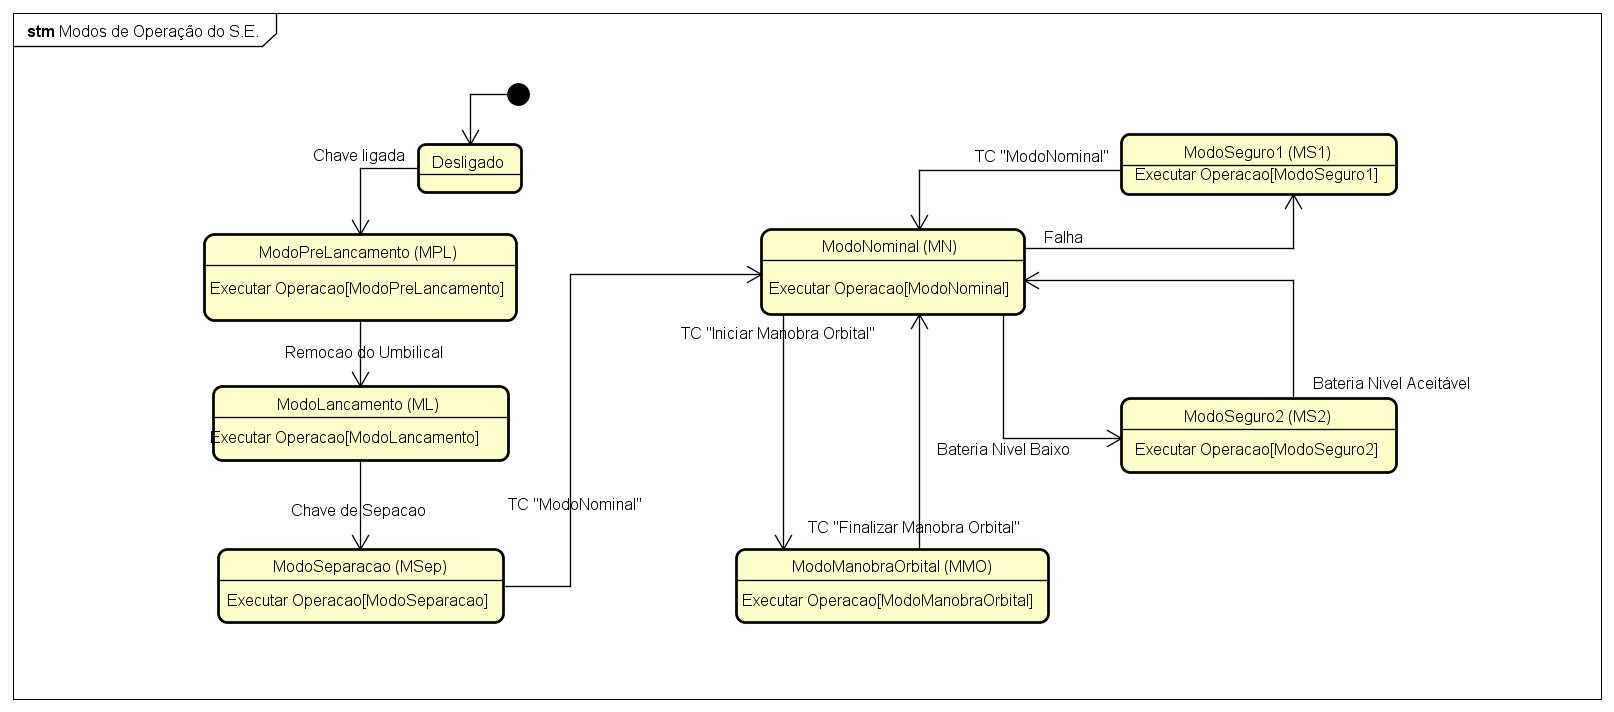 stm Modos de Operação do S.E.
Desligado
Chave ligada
ModoPreLancamento (MPL)
Executar Operacao[ModoPreLancamento]
Remocao do Umbilical
ModoLancamento (ML)
Executar Operacao[ModoLancamento]
Chave de Sepacao
ModoSeparacao (MSep)
Executar Operacao[ModoSeparacao]
TC "ModoNominal"
ModoNominal (MN)
Executar Operacao[ModoNominal]
TC "ModoNominal"
ModoSeguro1 (MS1)
Executar Operacao[ModoSeguro1]
Falha
TC "Iniciar Manobra Orbital"
Bateria Nivel Aceitável
ModoSeguro2 (MS2)
Executar Operacao[ModoSeguro2]
Bateria Nivel Baixo
TC "Finalizar Manobra Orbital"
ModoManobraOrbital (MMO)
Executar Operacao[ModoManobraOrbital]